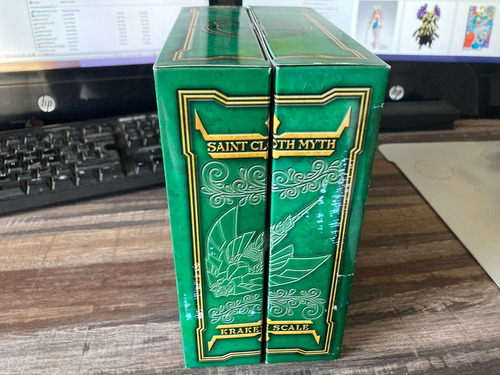 SAINT CLOTH MYTH
KRAKEN SCALE
hp
hp